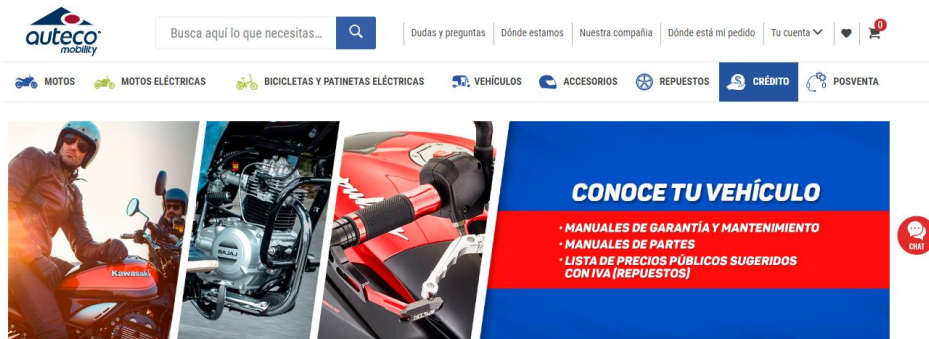 auteco
mobility
Busca aquí lo que necesitas...
Dudas y preguntas
Dónde estamos
Nuestra compañia
Dónde está mi pedido
Tu cuenta
0
MOTOS
MOTOS ELÉCTRICAS
BICICLETAS Y PATINETAS ELÉCTRICAS
VEHÍCULOS
ACCESORIOS
REPUESTOS
CRÉDITO
POSVENTA
Kawasaki
BAJAJ
CONOCE TU VEHÍCULO
· MANUALES DE GARANTÍA Y MANTENIMIENTO
· MANUALES DE PARTES
· LISTA DE PRECIOS PÚBLICOS SUGERIDOS
CON IVA (REPUESTOS)
CHAT